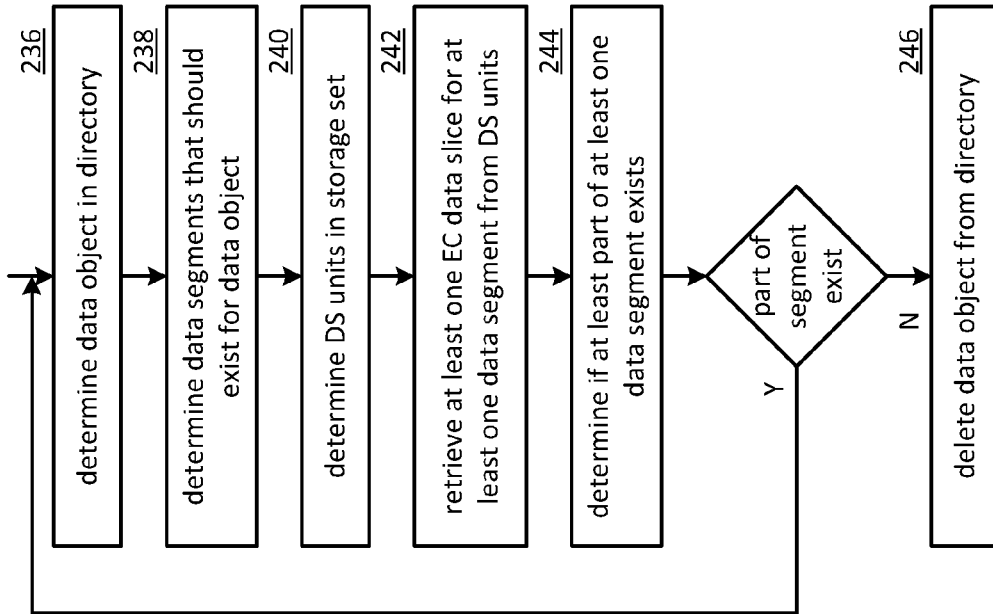 236
determine data object in directory
238
determine data segments that should
exist for data object
240
determine DS units in storage set
242
retrieve at least one EC data slice for at
least one data segment from DS units
244
determine if at least part of at least one
data segment exists
part of
segment
exist
Y
N
246
delete data object from directory